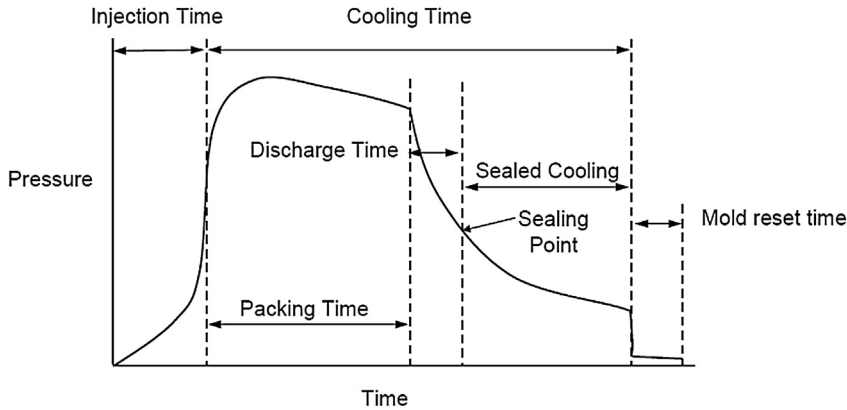 Injection Time
Cooling Time
Discharge Time
Sealed Cooling
Pressure
Mold reset time
Sealing
Point
Packing Time
Time